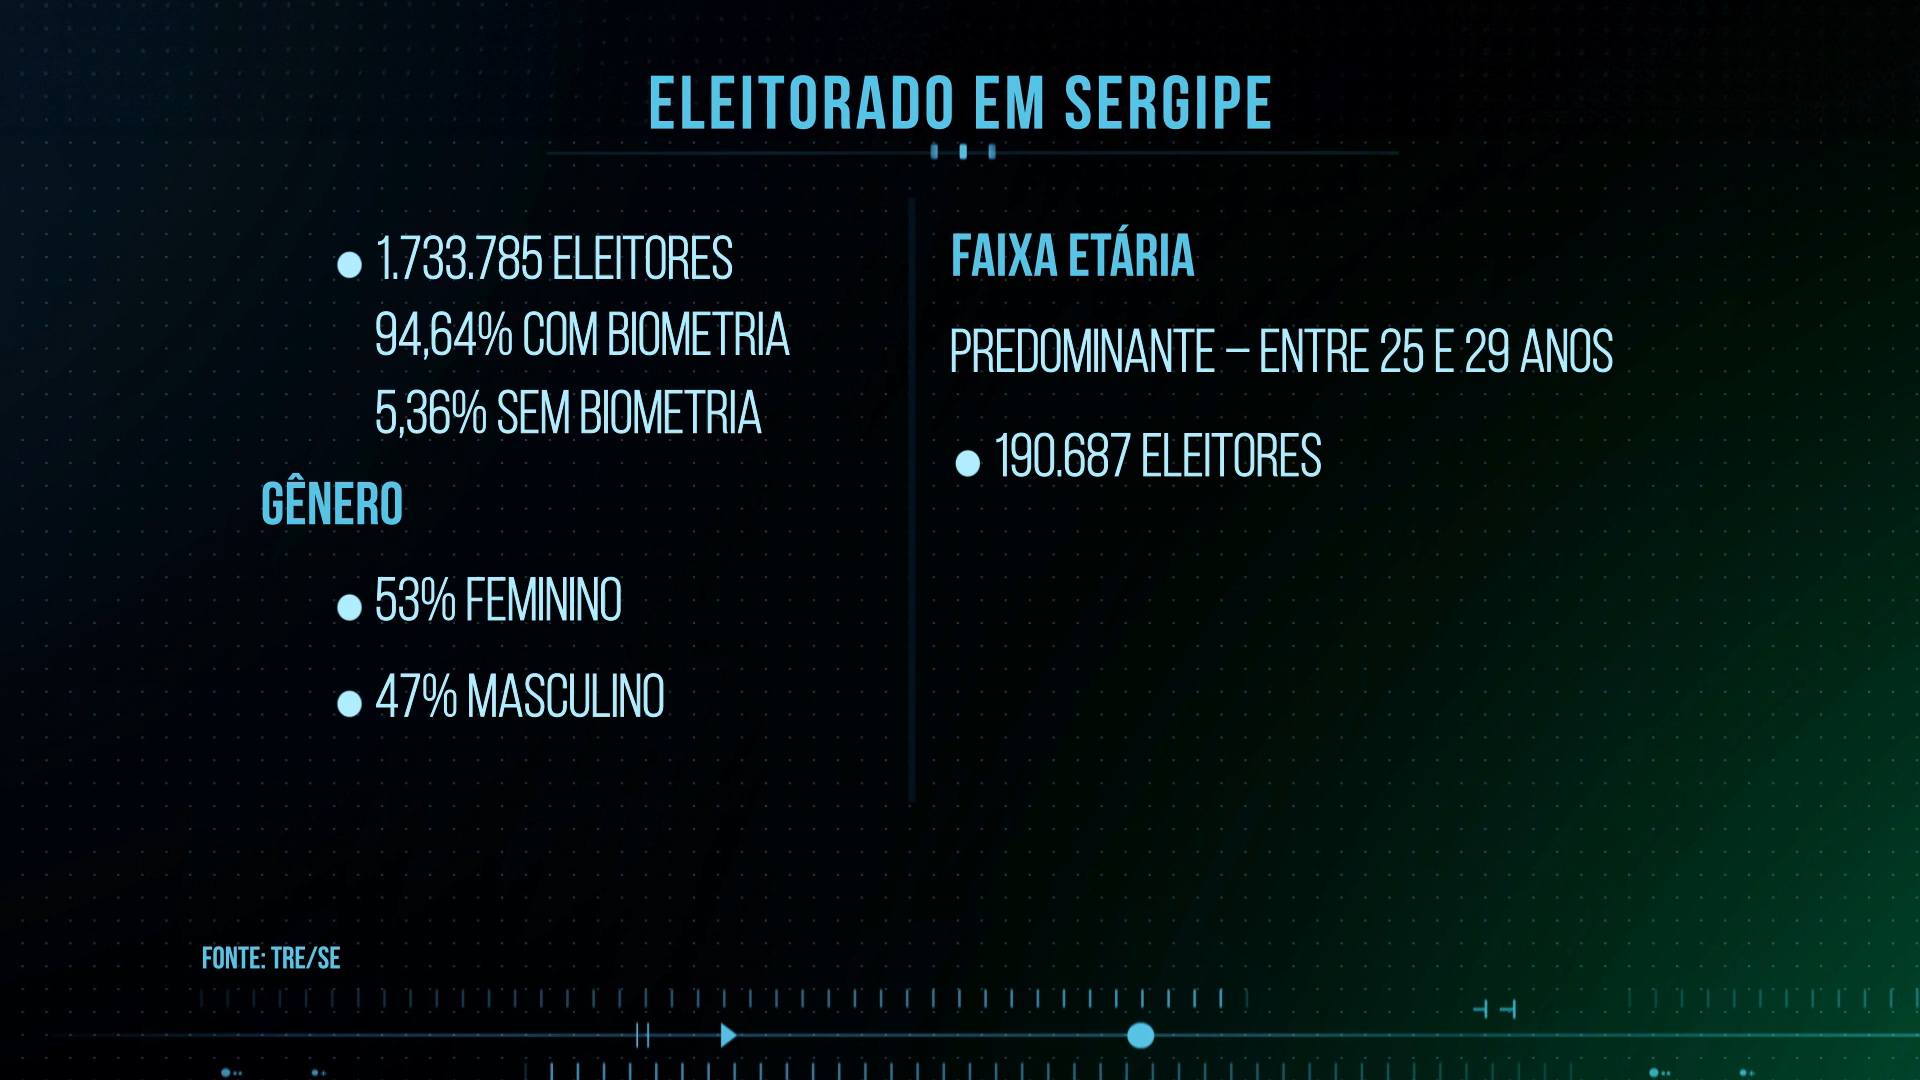 ELEITORADO EM SERGIPE
1.733.785 ELEITORES
94,64% COM BIOMETRIA
5,36% SEM BIOMETRIA
GÊNERO
53% FEMININO
47% MASCULINO
FAIXA ETÁRIA
PREDOMINANTE – ENTRE 25 E 29 ANOS
190.687 ELEITORES
FONTE: TRE/SE